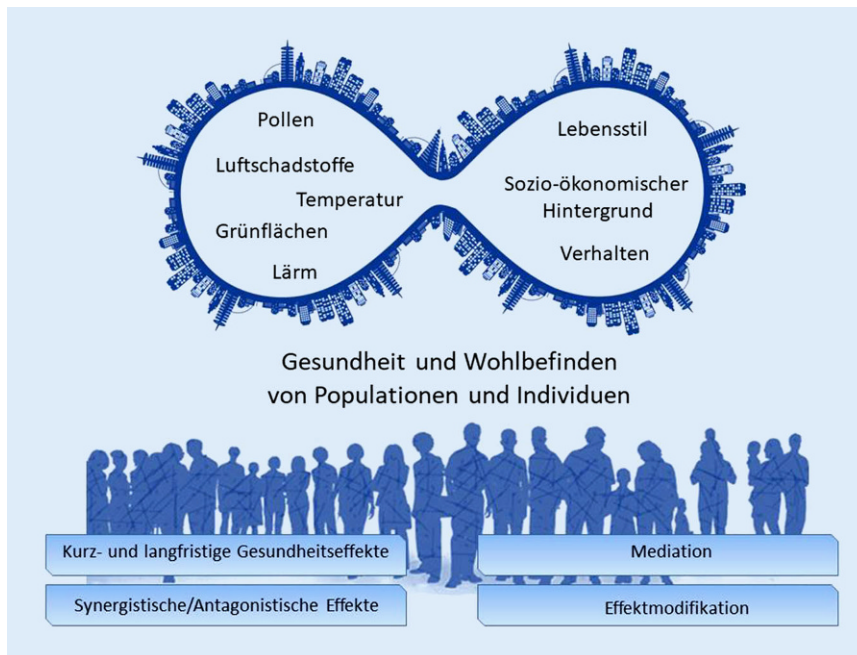 Pollen
Luftschadstoffe
Temperatur
Grünflächen
Lärm
Lebensstil
Sozio-ökonomischer
Hintergrund
Verhalten
Gesundheit und Wohlbefinden
von Populationen und Individuen
Kurz- und langfristige Gesundheitseffekte
Mediation
Synergistische/Antagonistische Effekte
Effektmodifikation